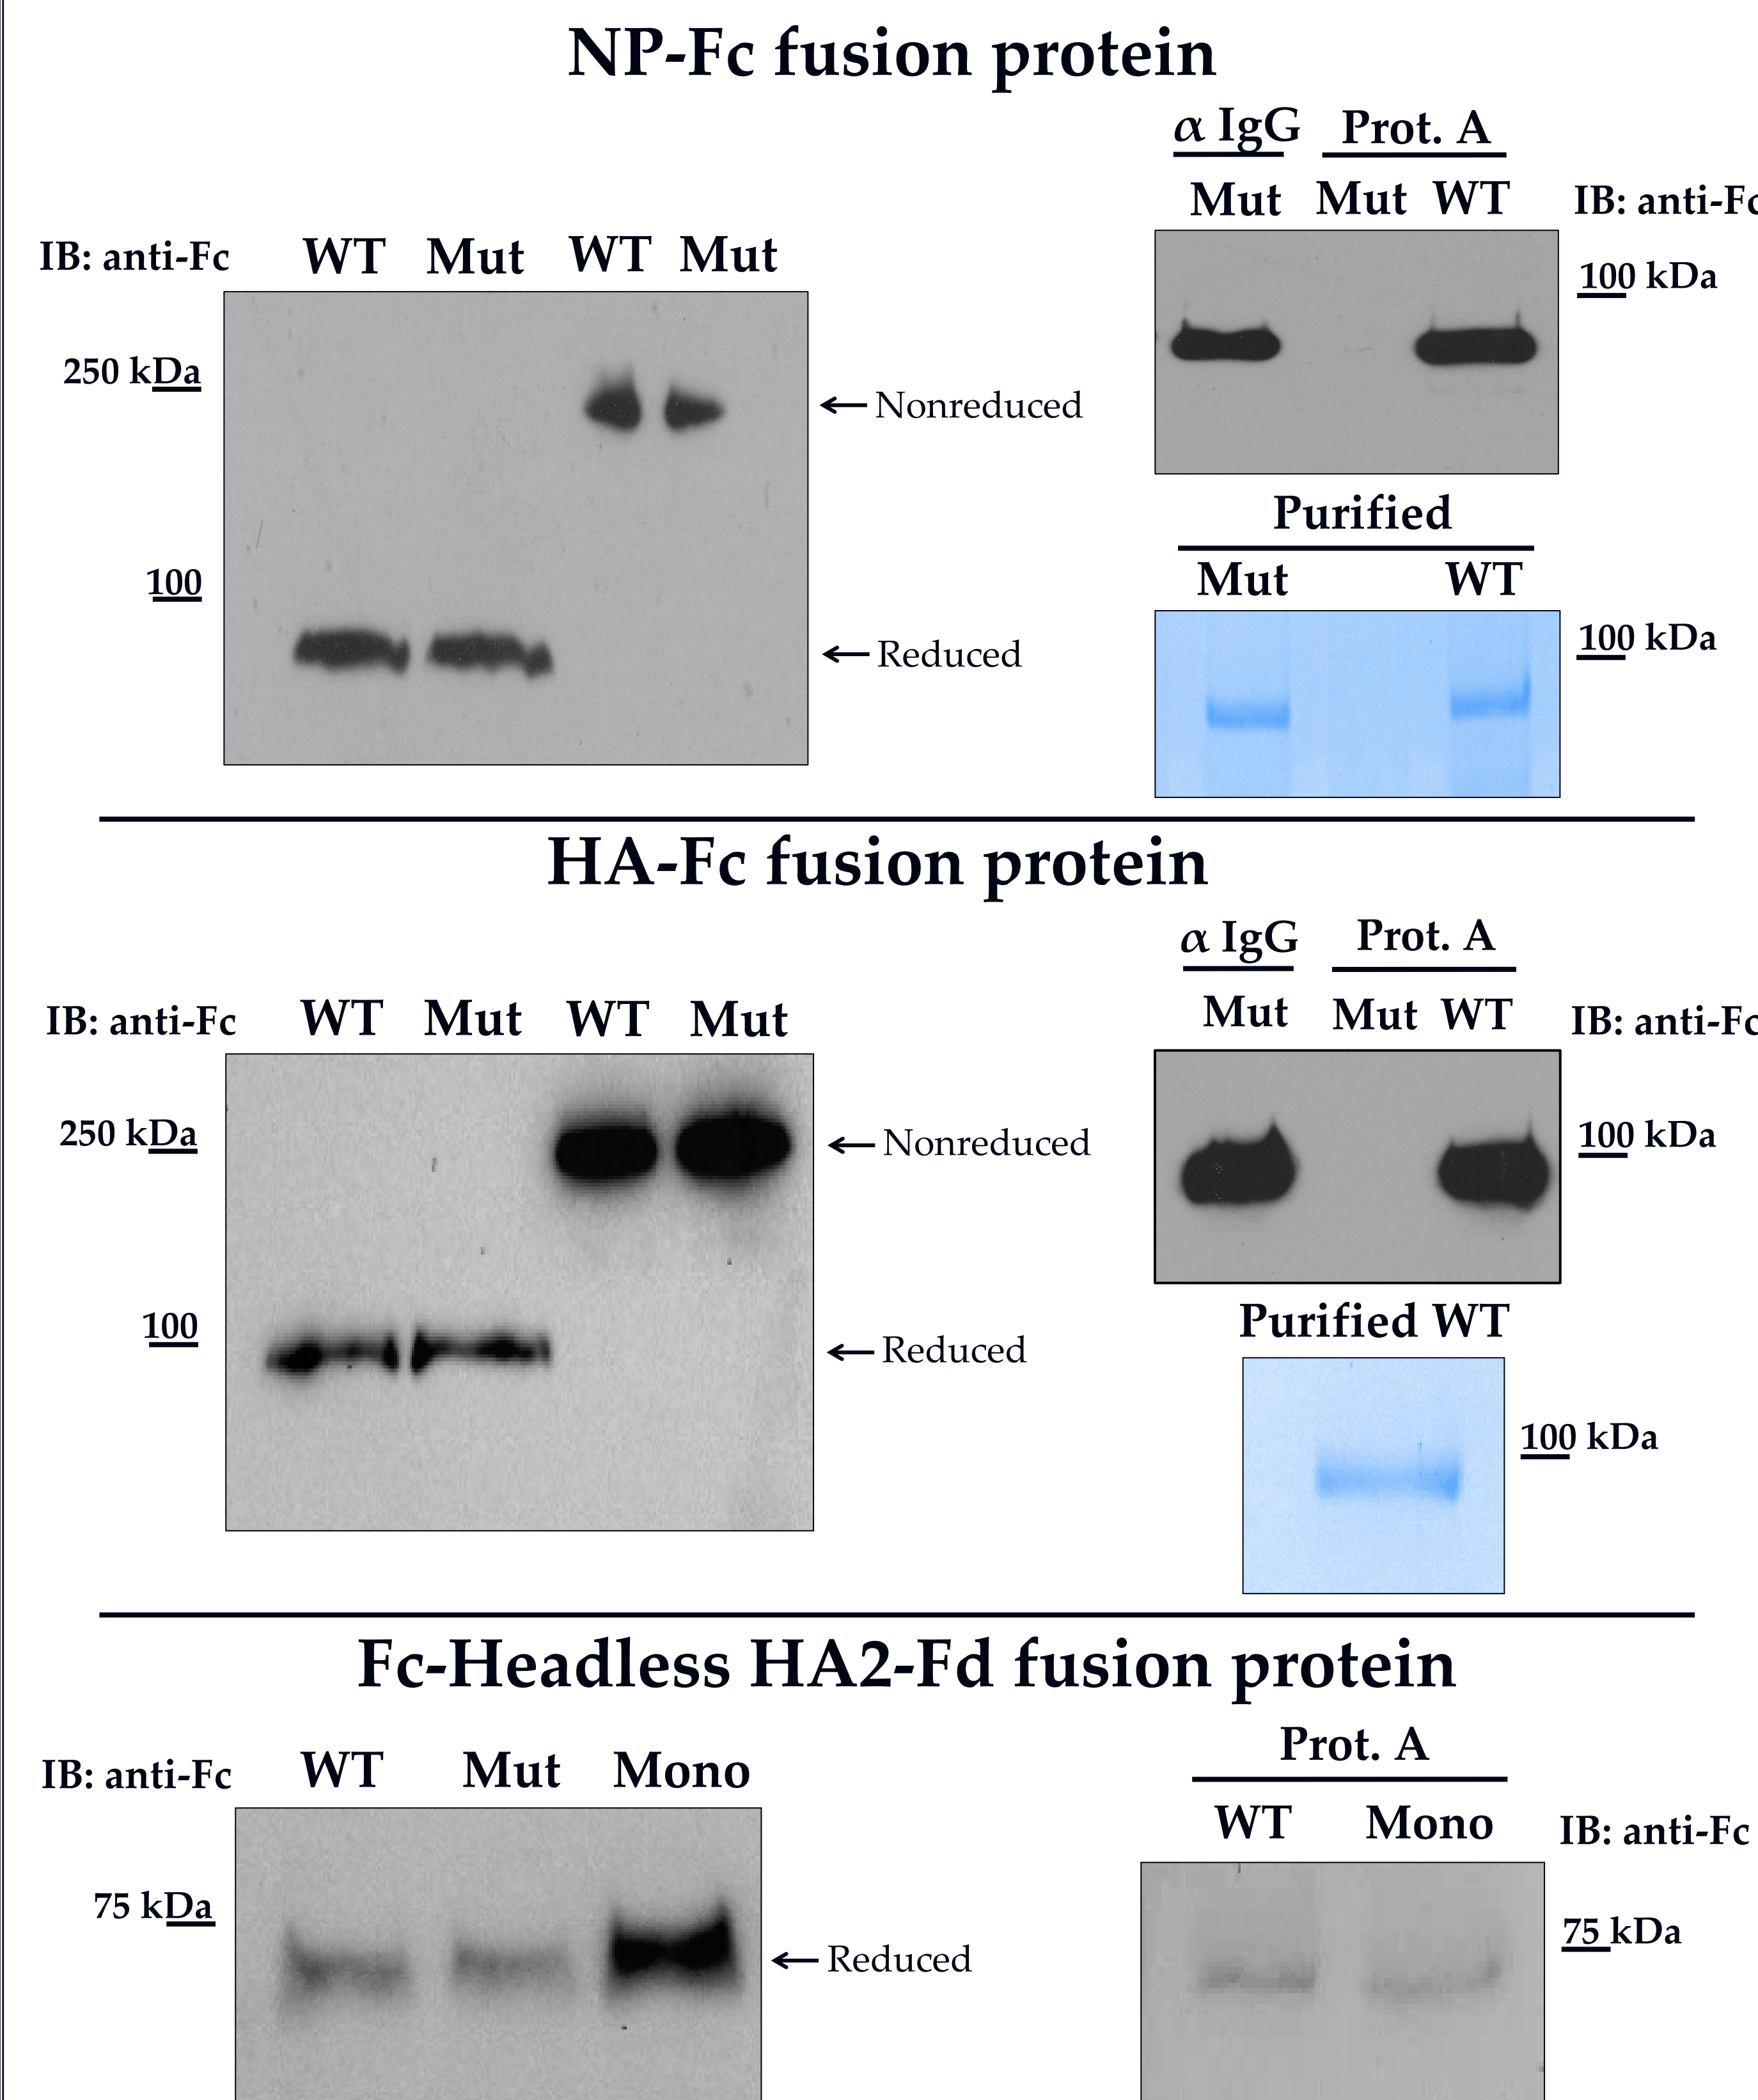 NP-Fc fusion protein
α IgG Prot. A
Mut Mut WT IB: anti-Fc
IB: anti-Fc WT Mut WT Mut
100 kDa
250 kDa
Nonreduced
Purified
Mut WT
100
100 kDa
Reduced
HA-Fc fusion protein
α IgG Prot. A
Mut Mut WT IB: anti-Fc
IB: anti-Fc WT Mut WT Mut
250 kDa
100 kDa
Nonreduced
Purified WT
100
Reduced
100 kDa
Fc-Headless HA2-Fd fusion protein
Prot. A
IB: anti-Fc WT Mut Mono
WT Mono IB: anti-Fc
75 kDa
75 kDa
Reduced